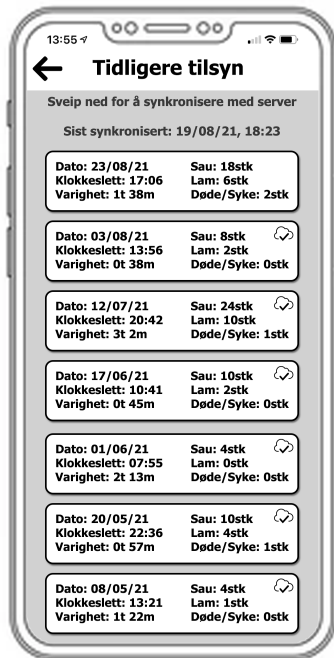 13:55
Tidligere tilsyn
Sveip ned for å synkronisere med server
Sist synkronisert: 19/08/21, 18:23
Dato: 23/08/21 Sau: 18stk
Klokkeslett: 17:06 Lam: 6stk
Varighet: 1t 38m Døde/Syke: 2stk
Dato: 03/08/21 Sau: 8stk
Klokkeslett: 13:56 Lam: 2stk
Varighet: 0t 38m Døde/Syke: 0stk
Dato: 12/07/21 Sau: 24stk
Klokkeslett: 20:42 Lam: 10stk
Varighet: 3t 2m Døde/Syke: 1stk
Dato: 17/06/21 Sau: 10stk
Klokkeslett: 10:41 Lam: 2stk
Varighet: 0t 45m Døde/Syke: 0stk
Dato: 01/06/21 Sau: 4stk
Klokkeslett: 07:55 Lam: 0stk
Varighet: 2t 13m Døde/Syke: 0stk
Dato: 20/05/21 Sau: 10stk
Klokkeslett: 22:36 Lam: 4stk
Varighet: 0t 57m Døde/Syke: 1stk
Dato: 08/05/21 Sau: 4stk
Klokkeslett: 13:21 Lam: 1stk
Varighet: 1t 22m Døde/Syke: 0stk